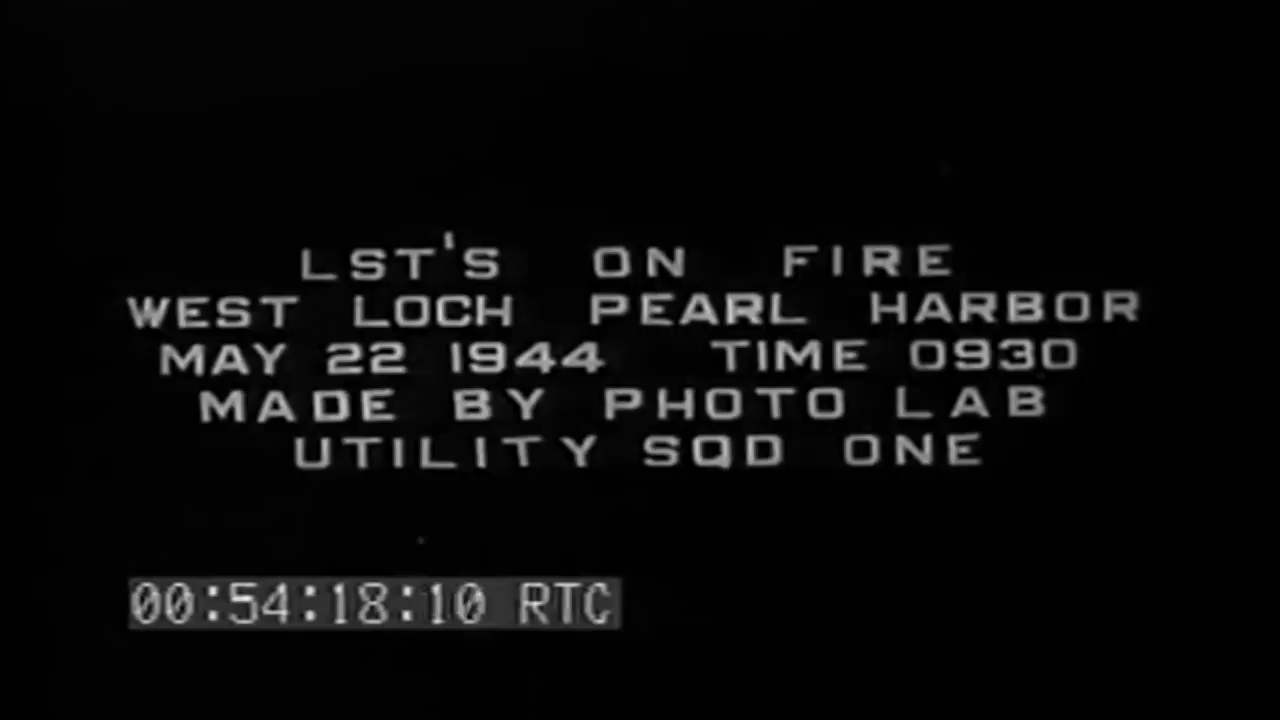 LST'S ON FIRE
WEST LOCH PEARL HARBOR
MAY 22 1944 TIME 0930
MADE BY PHOTO LAB
UTILITY SQD ONE
00:54:18:10 RTC